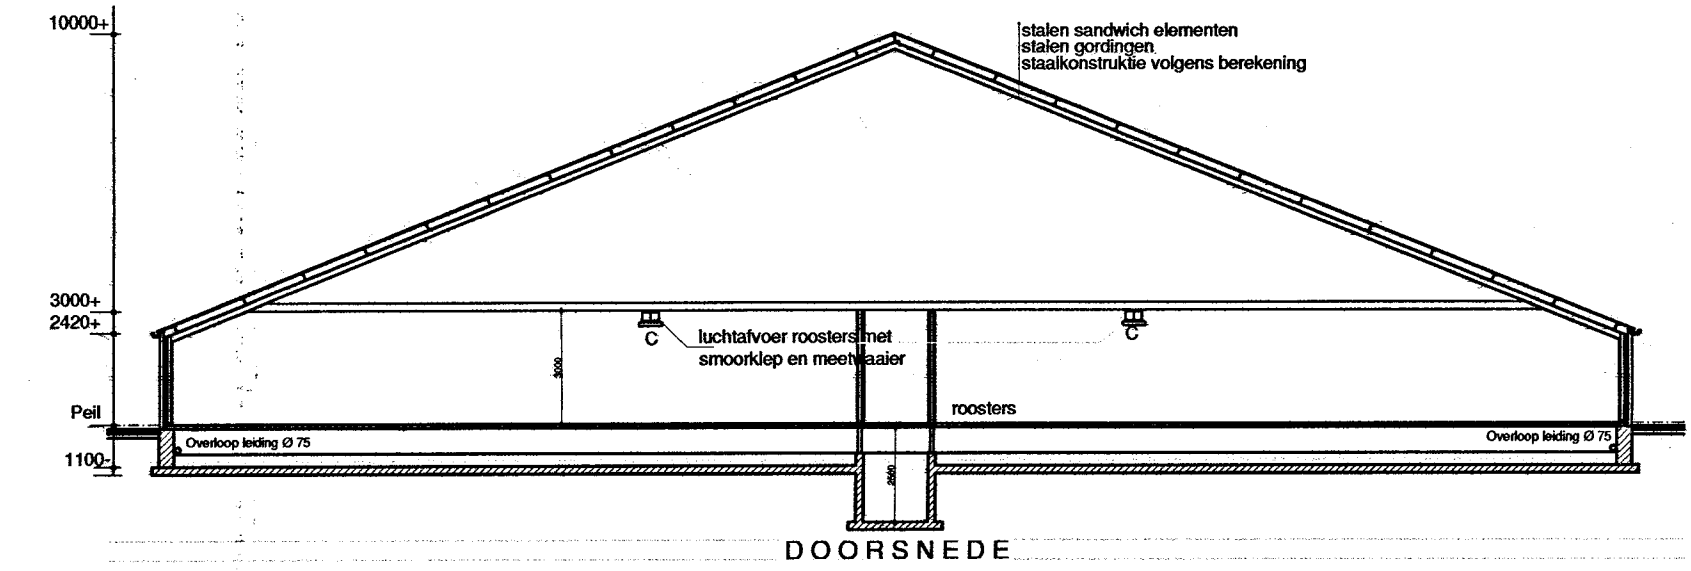 10000+
stalen sandwich elementen
stalen gordingen
staalkonstruktie volgens berekening
3000+
2420+
C
C
luchtafvoer roosters met
smoorklep en meetwaaier
3000
Peil
roosters
Overloop leiding Ø 75
Overloop leiding Ø 75
1100-
2500
DOORSNEDE